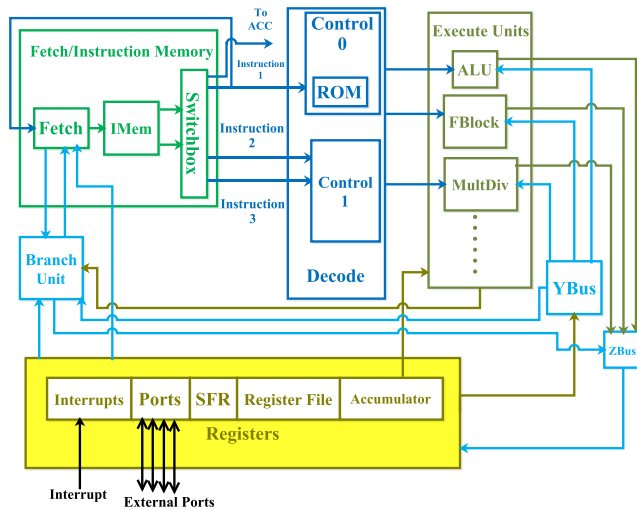 To
ACC
Control
0
ROM
Execute Units
ALU
FBlock
MultDiv
Fetch/Instruction Memory
Instruction
1
Fetch
IMem
Switchbox
Instruction
2
Instruction
3
Control
1
Decode
Branch
Unit
YBus
ZBus
Interrupts
Ports
SFR
Register File
Accumulator
Registers
Interrupt
External Ports